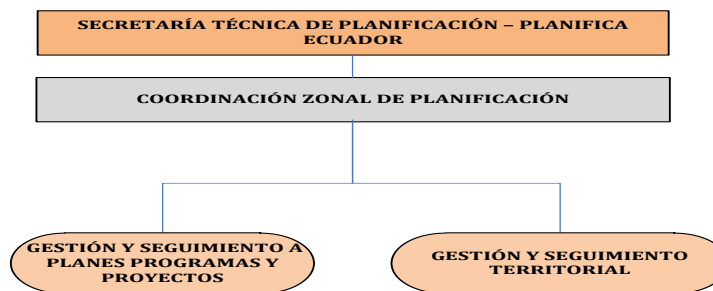 SECRETARÍA TÉCNICA DE PLANIFICACIÓN – PLANIFICA
ECUADOR
COORDINACIÓN ZONAL DE PLANIFICACIÓN
GESTIÓN Y SEGUIMIENTO A
PLANES PROGRAMAS Y
PROYECTOS
GESTIÓN Y SEGUIMIENTO
TERRITORIAL